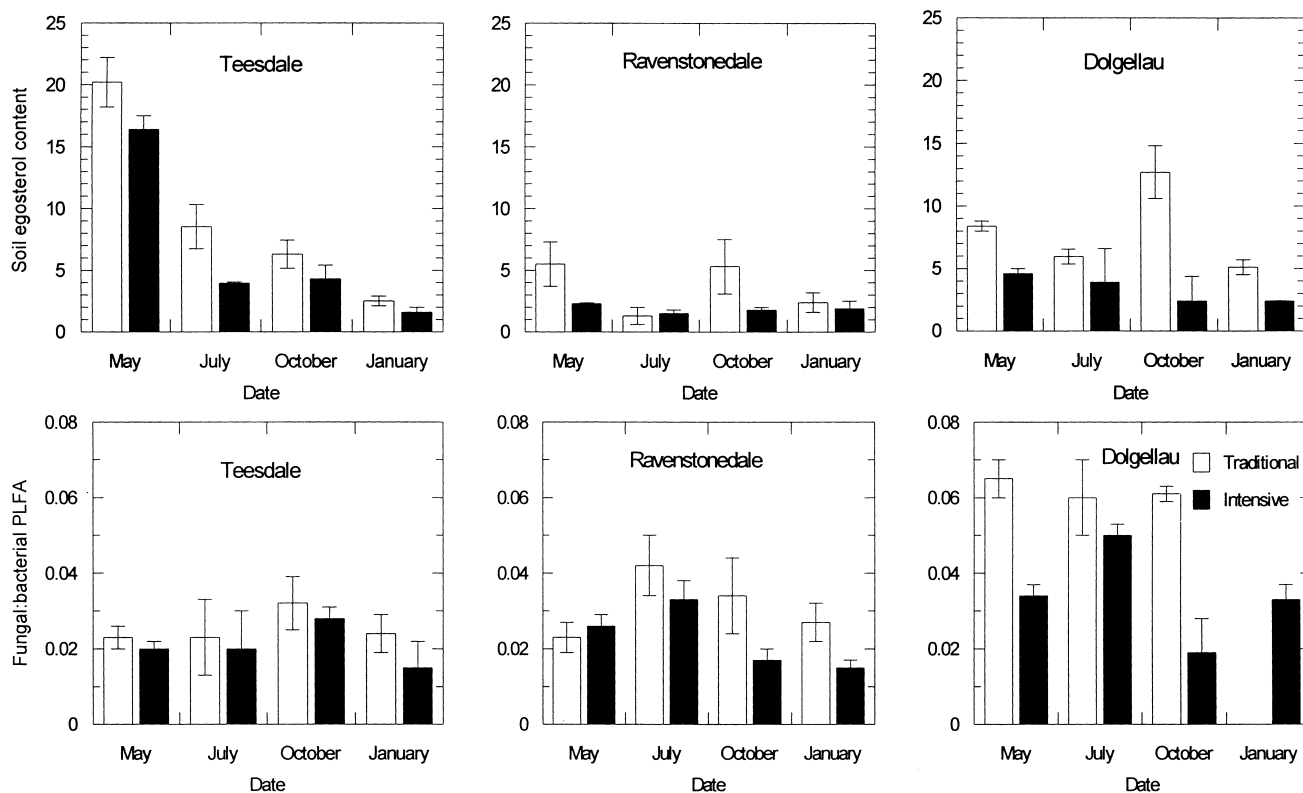 Soil egosterol content
25
20
15
10
5
0
Teesdale
May July October January
Date
25
20
15
10
5
0
Ravenstonedale
May July October January
Date
25
20
15
10
5
0
Dolgellau
May July October January
Date
Fungal:bacterial PLFA
0.08
0.06
0.04
0.02
0
Teesdale
May July October January
Date
0.08
0.06
0.04
0.02
0
Ravenstonedale
May July October January
Date
0.08
0.06
0.04
0.02
0
Dolgellau
Traditional
Intensive
May July October January
Date